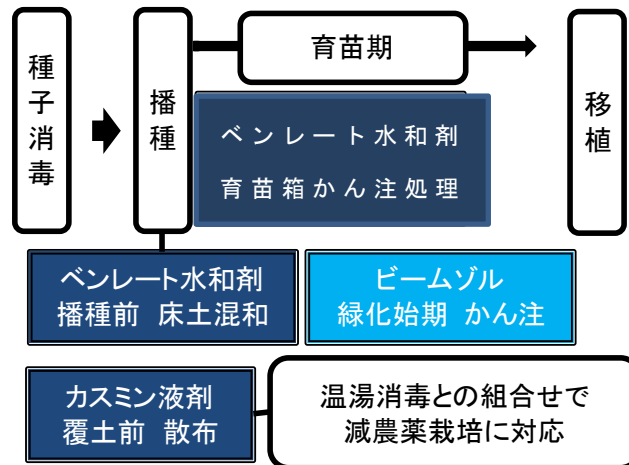 種子消毒
播種
育苗期
移植
ベンレート水和剤
育苗箱かん注処理
ベンレート水和剤
播種前 床土混和
ビームゾル
緑化始期 かん注
カスミン液剤
覆土前 散布
温湯消毒との組合せで
減農薬栽培に対応